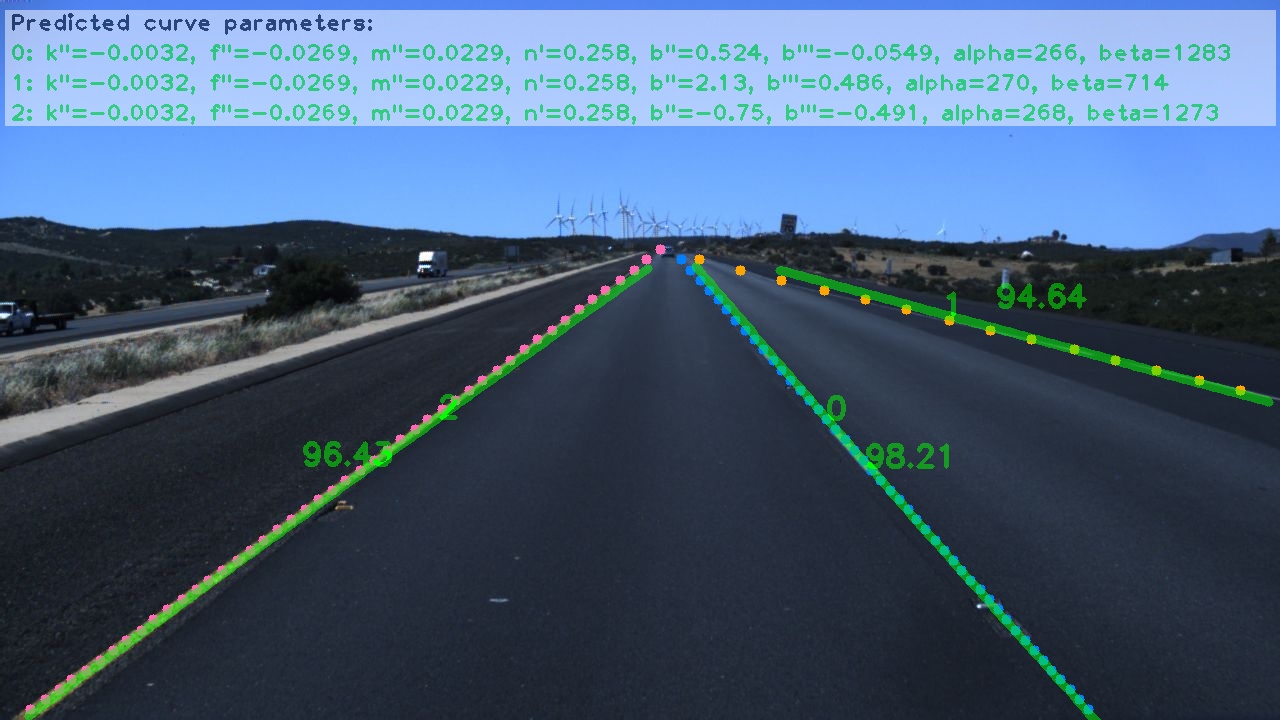 Predicted curve parameters:
0: k''=-0.0032, f''=-0.0269, m''=0.0229, n'=0.258, b''=0.524, b'''=-0.0549, alpha=266, beta=1283
1: k''=-0.0032, f''=-0.0269, m''=0.0229, n'=0.258, b''=2.13, b'''=0.486, alpha=270, beta=714
2: k''=-0.0032, f''=-0.0269, m''=0.0229, n'=0.258, b''=-0.75, b'''=-0.491, alpha=268, beta=1273
1 94.64
2
0
96.43
98.21